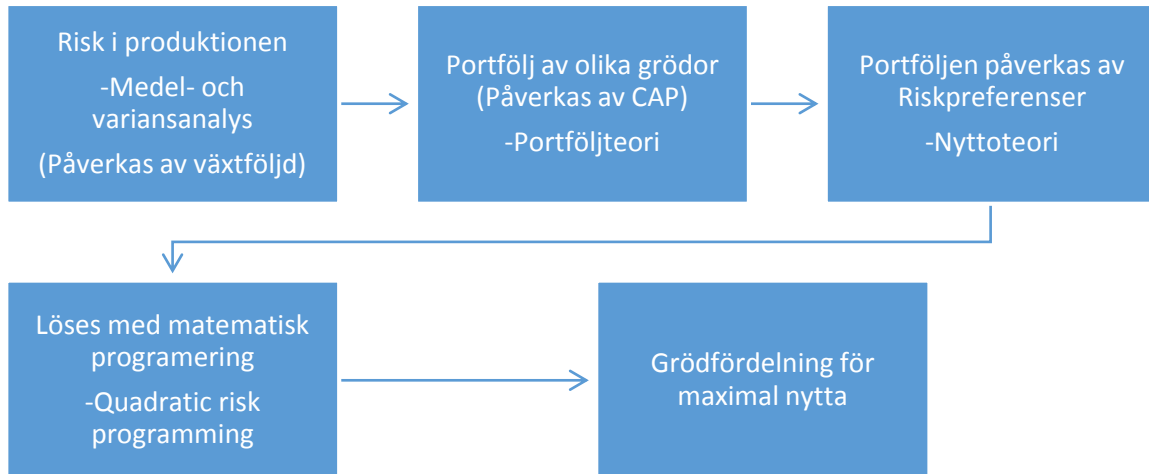 Risk i produktionen
-Medel- och
variansanalys
(Påverkas av växtföljd)
Portfölj av olika grödor
(Påverkas av CAP)
-Portföljteori
Portföljen påverkas av
Riskpreferenser
-Nyttoteori
Löses med matematisk
programering
-Quadratic risk
programming
Grödfördelning för
maximal nytta